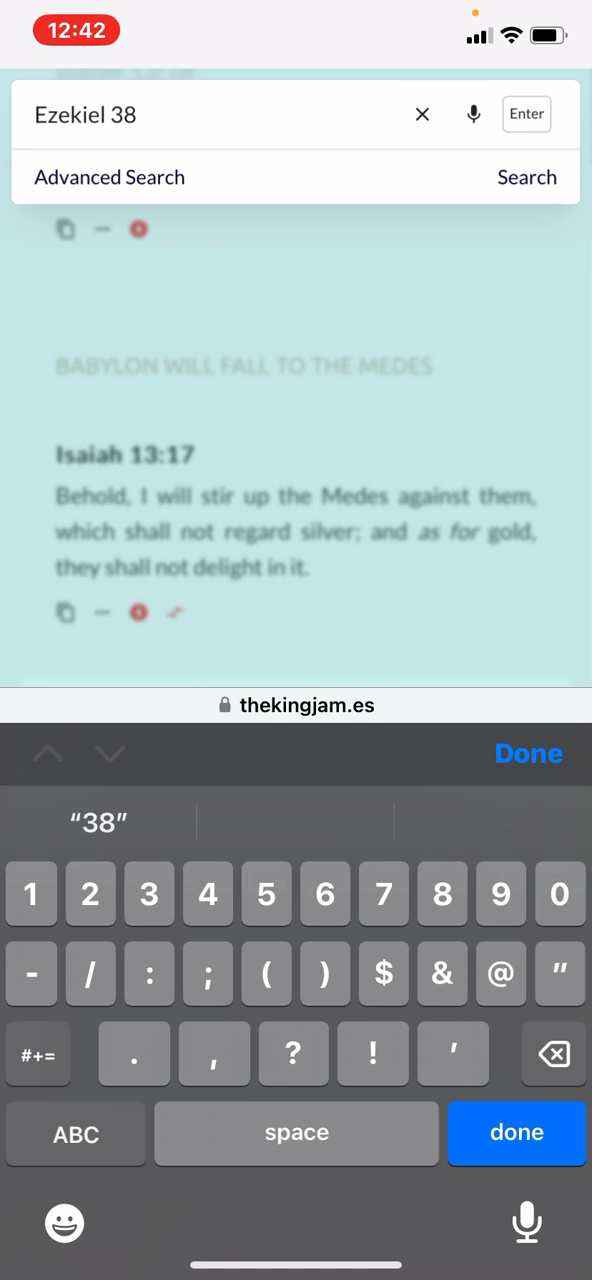 12:42
Ezekiel 38
Enter
Advanced Search
Search
BABYLON WILL FALL TO THE MEDES
Isaiah 13:17
Behold, I will stir up the Medes against them,
which shall not regard silver; and as for gold,
they shall not delight in it.
thekingjam.es
Done
“38”
1 2 3 4 5 6 7 8 9 0
- / : ; ( ) $ & @ "
#+= . , ? ! '
ABC space done